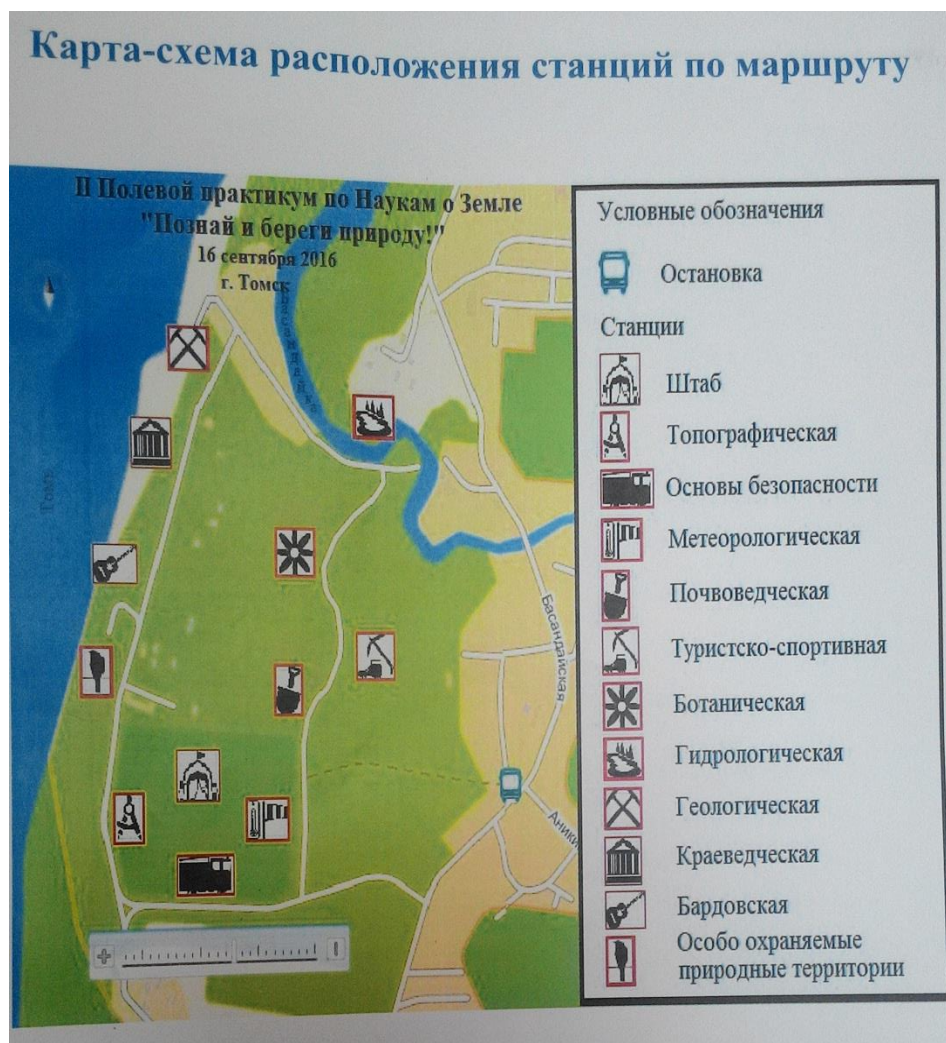 Карта-схема расположения станций по маршруту
II Полевой практикум по Наукам о Земле
"Познай и береги природу!"
16 сентября 2016
г. Томск
Басандайка
Томь
Басандайская
Аники
Условные обозначения
Остановка
Станции
Штаб
Топографическая
Основы безопасности
Метеорологическая
Почвоведческая
Туристско-спортивная
Ботаническая
Гидрологическая
Геологическая
Краеведческая
Бардовская
Особо охраняемые
природные территории